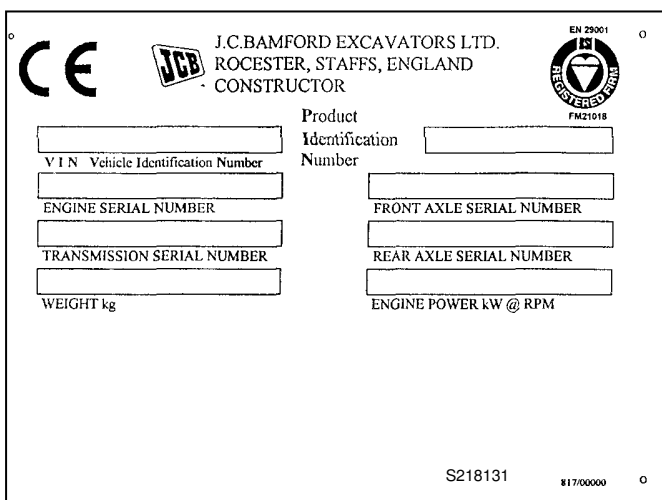 EN 29001
CE
JCB
J.C.BAMFORD EXCAVATORS LTD.
ROCESTER, STAFFS, ENGLAND
CONSTRUCTOR
REGISTERED FIRM
FM21018
Product
Identification
Number
V I N Vehicle Identification Number
ENGINE SERIAL NUMBER
FRONT AXLE SERIAL NUMBER
TRANSMISSION SERIAL NUMBER
REAR AXLE SERIAL NUMBER
WEIGHT kg
ENGINE POWER kW @ RPM
S218131
817/00000